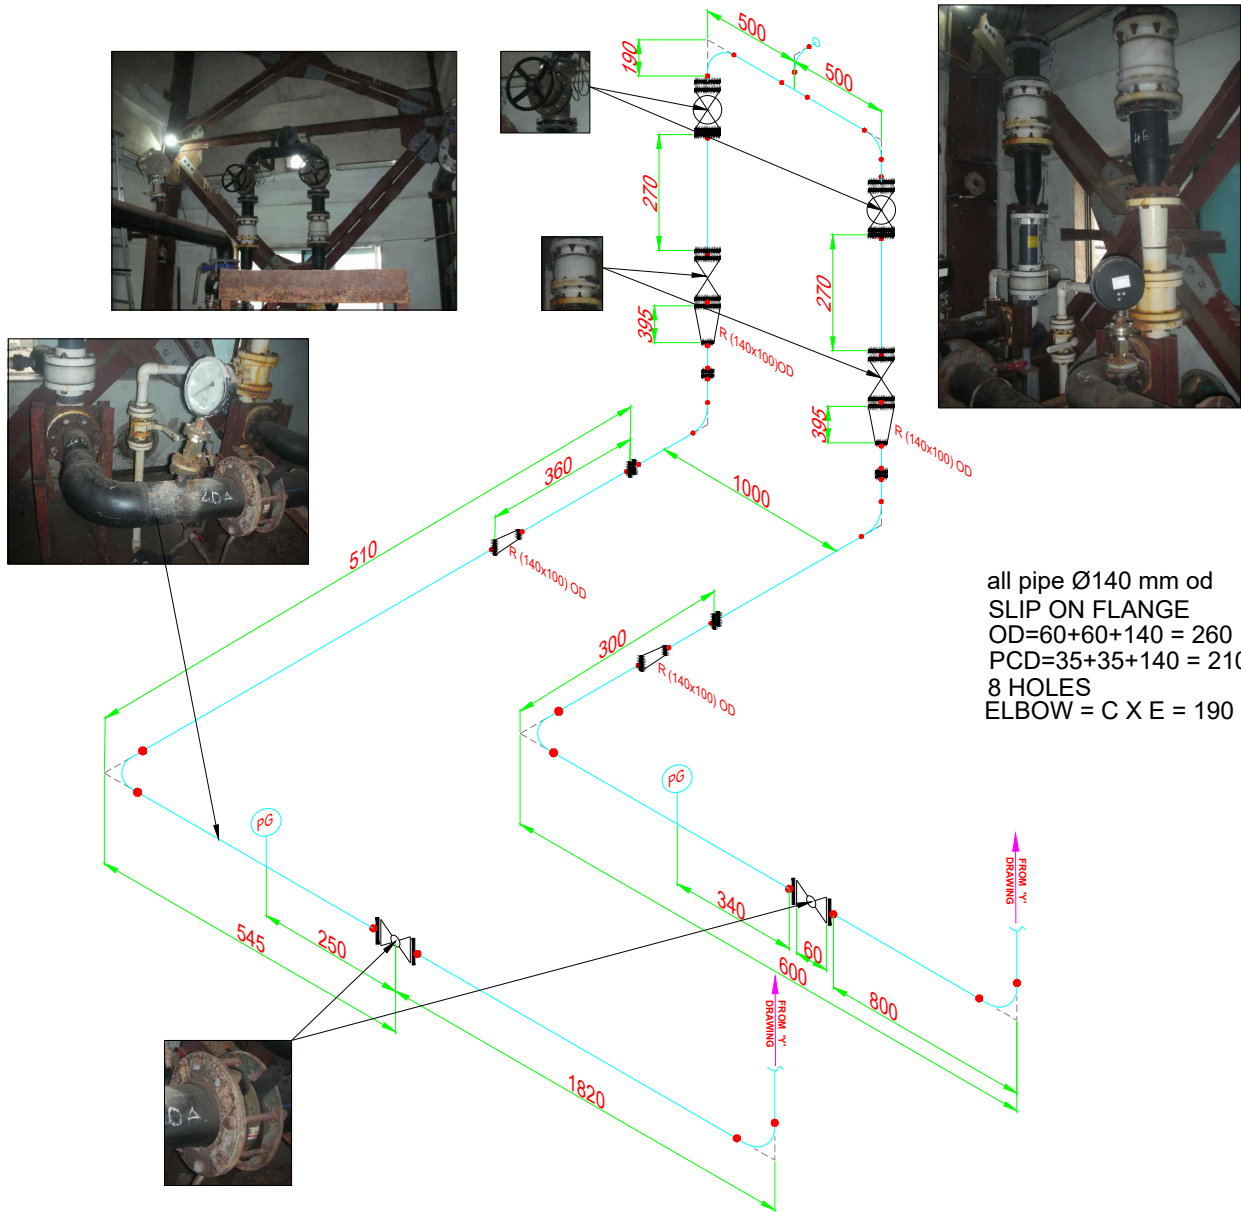 500
190
500
46
270
270
395
R (140x100)OD
395
R (140x100) OD
360
1000
510
R (140x100) OD
300
R (140x100) OD
all pipe Ø140 mm od
SLIP ON FLANGE
OD=60+60+140 = 260
PCD=35+35+140 = 210
8 HOLES
ELBOW = C X E = 190
PG
PG
FROM 'Y'
DRAWING
340
60
600
800
545
250
FROM 'Y'
DRAWING
1820